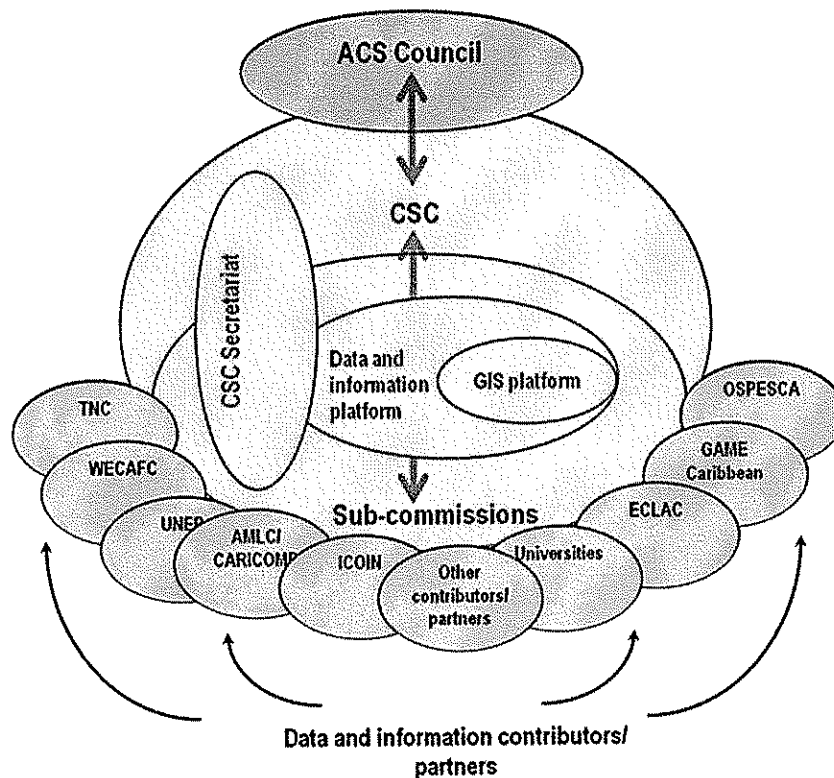 ACS Council
CSC
CSC Secretariat
Data and
information
platform
GIS platform
TNC
OSPESCA
WECAFC
GAME
Caribbean
UNEP
Sub-commissions
ECLAC
AMLC/
CARICOMP
ICOIN
Universities
Other
contributors/
partners
Data and information contributors/
partners